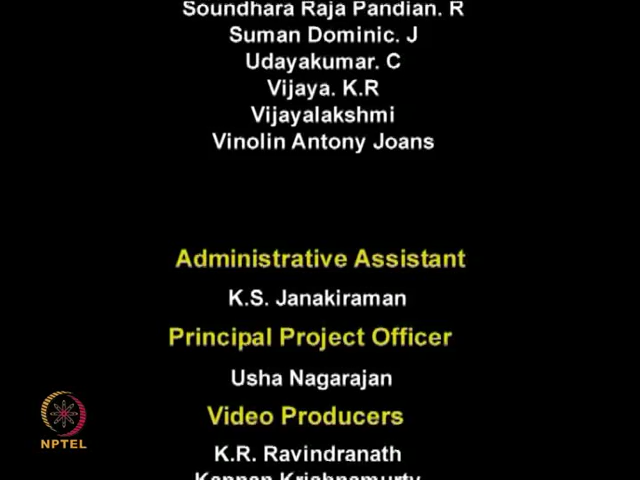 Soundhara Raja Pandian. R
Suman Dominic. J
Udayakumar. C
Vijaya. K.R
Vijayalakshmi
Vinolin Antony Joans
Administrative Assistant
K.S. Janakiraman
Principal Project Officer
Usha Nagarajan
Video Producers
K.R. Ravindranath
Kannan Krishnamurty
NPTEL